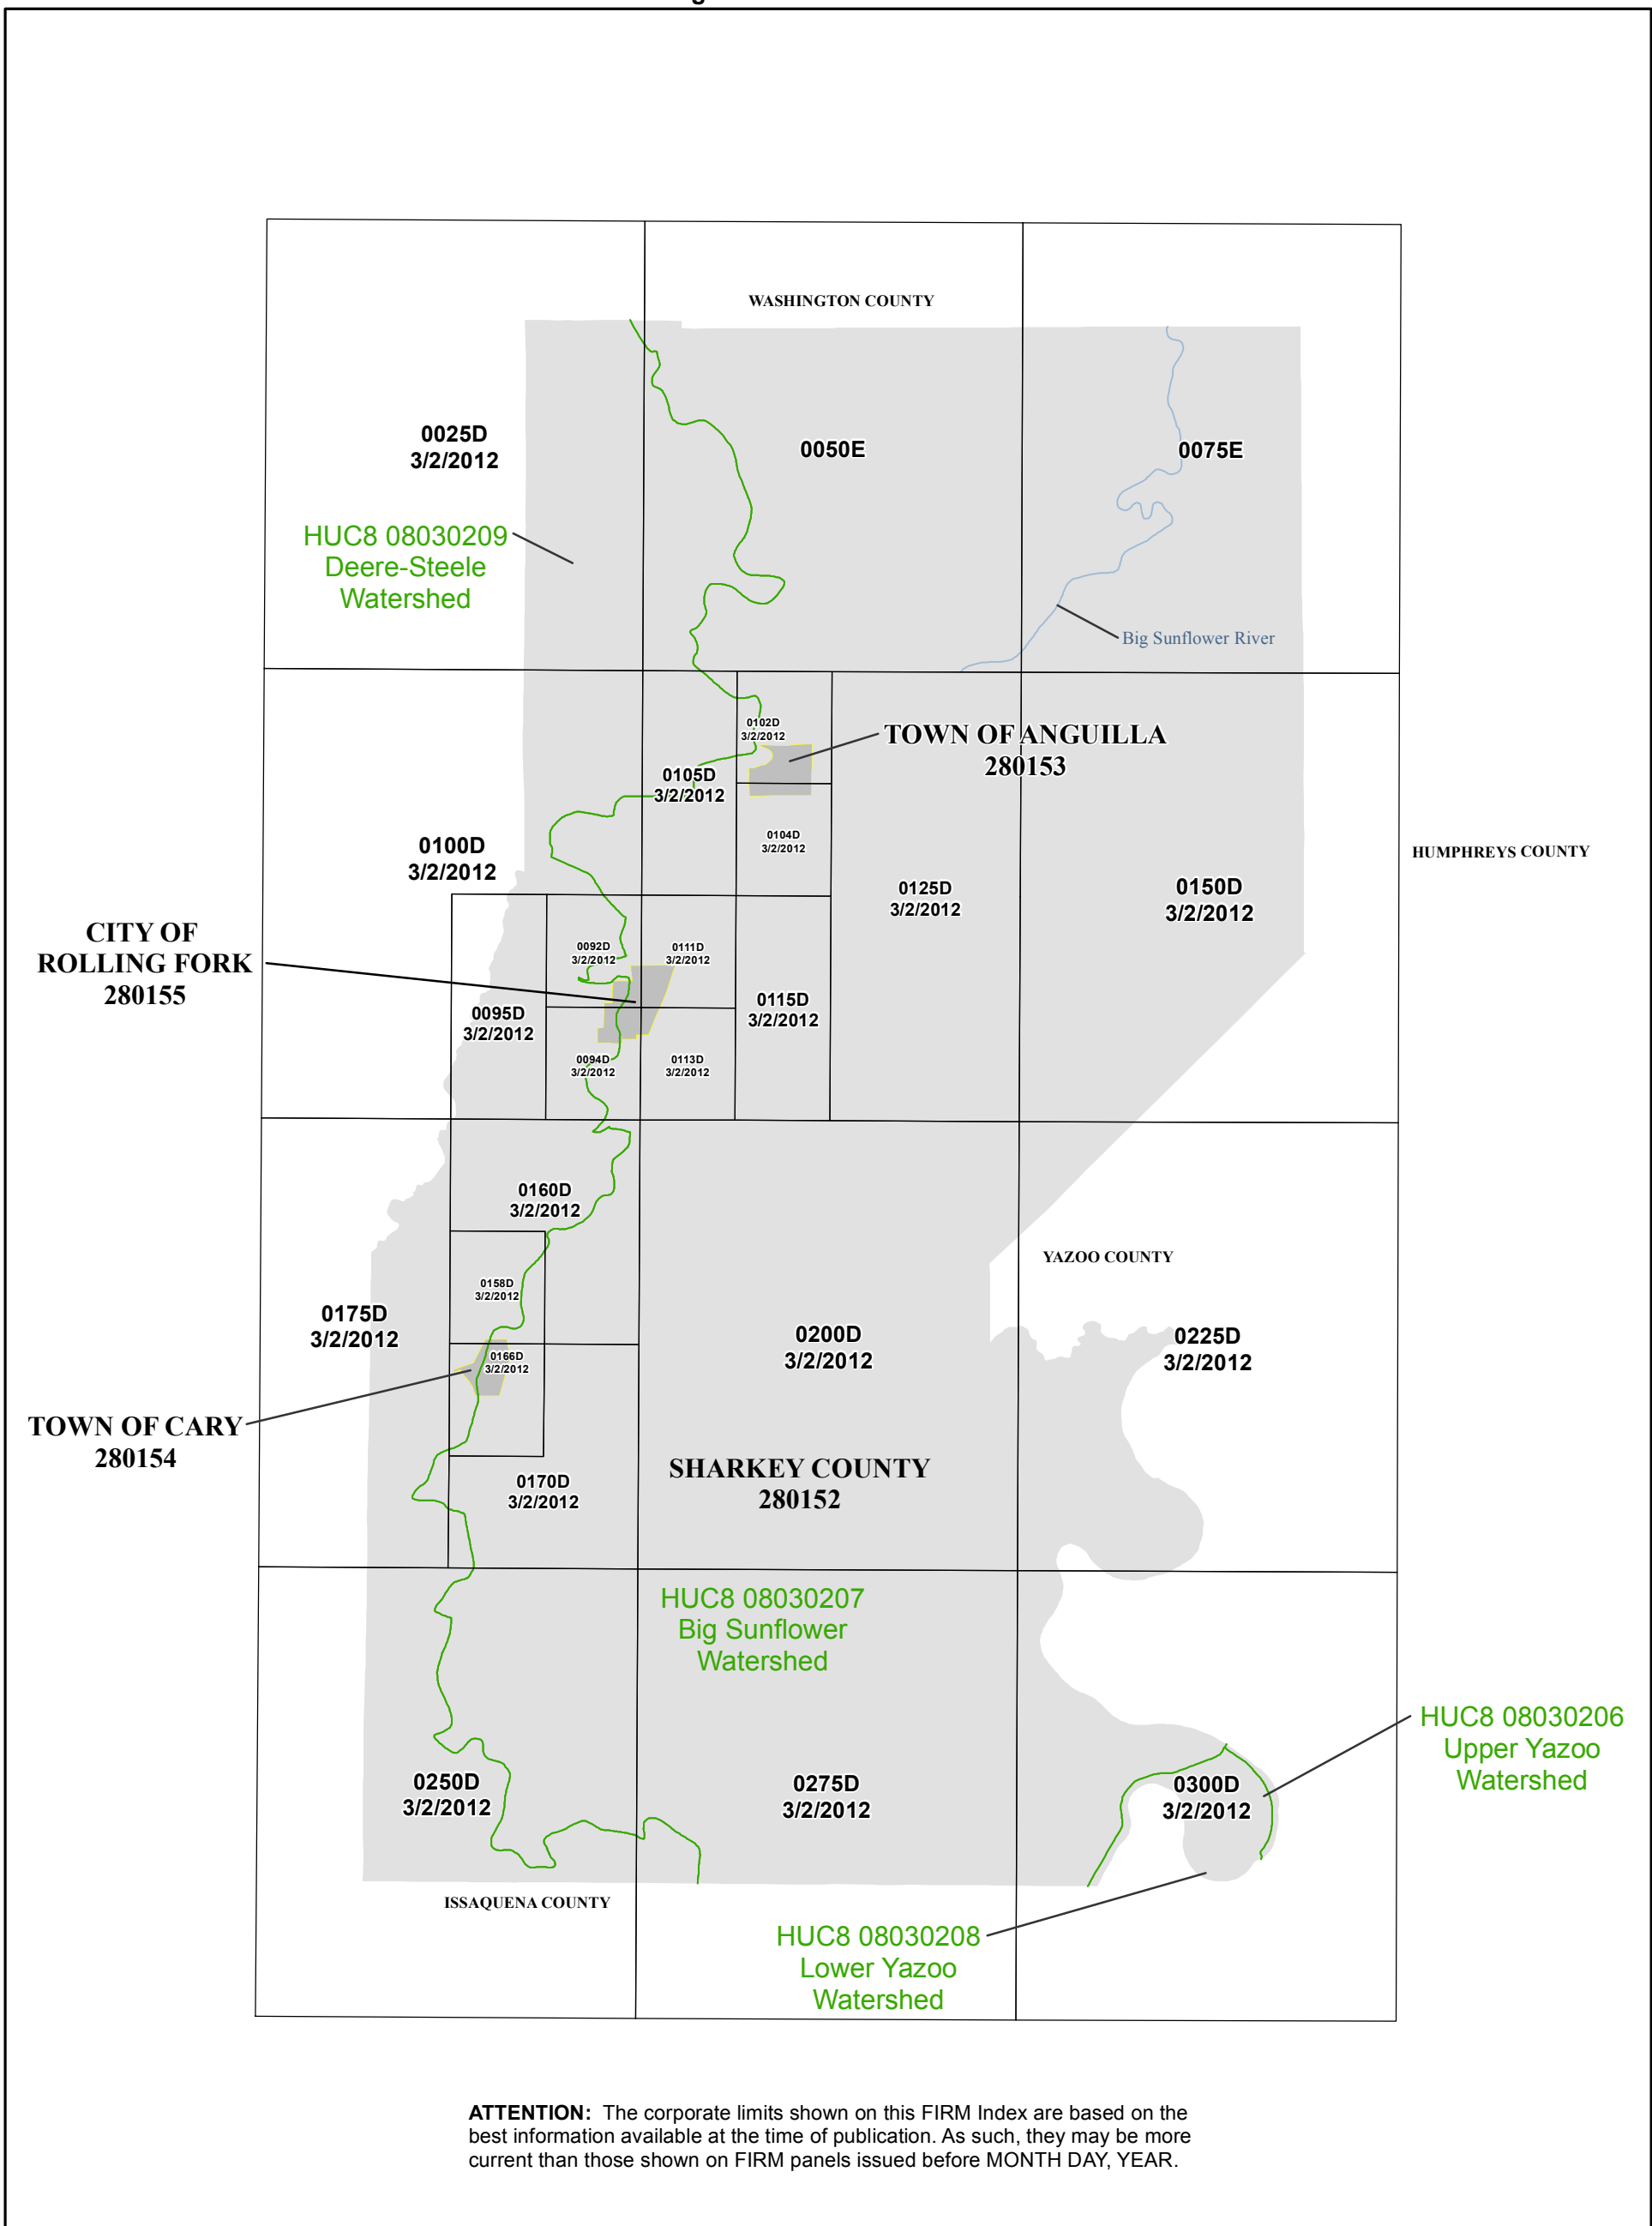 WASHINGTON COUNTY
0025D
3/2/2012
0050E
0075E
HUC8 08030209
Deere-Steele
Watershed
Big Sunflower River
0102D
3/2/2012
TOWN OF ANGUILLA
280153
0105D
3/2/2012
0104D
3/2/2012
0100D
3/2/2012
HUMPHREYS COUNTY
0125D
3/2/2012
0150D
3/2/2012
CITY OF
ROLLING FORK
280155
0092D
3/2/2012
0111D
3/2/2012
0095D
3/2/2012
0115D
3/2/2012
0094D
3/2/2012
0113D
3/2/2012
0160D
3/2/2012
YAZOO COUNTY
0158D
3/2/2012
0175D
3/2/2012
0200D
3/2/2012
0225D
3/2/2012
0166D
3/2/2012
TOWN OF CARY
280154
SHARKEY COUNTY
280152
0170D
3/2/2012
HUC8 08030207
Big Sunflower
Watershed
HUC8 08030206
Upper Yazoo
Watershed
0250D
3/2/2012
0275D
3/2/2012
0300D
3/2/2012
ISSAQUENA COUNTY
HUC8 08030208
Lower Yazoo
Watershed
ATTENTION: The corporate limits shown on this FIRM Index are based on the
best information available at the time of publication. As such, they may be more
current than those shown on FIRM panels issued before MONTH DAY, YEAR.